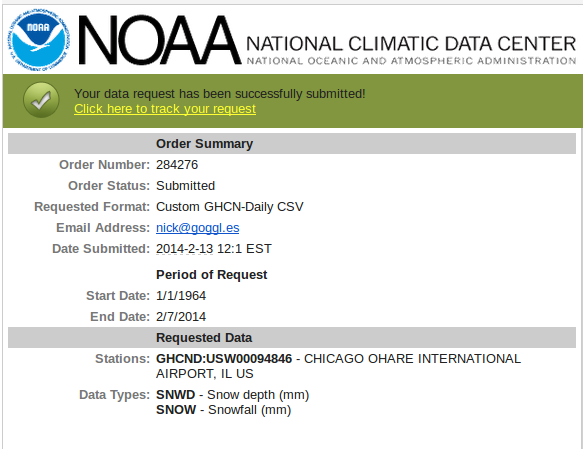 NATIONAL OCEANIC AND ATMOSPHERIC ADMINISTRATION
U.S. DEPARTMENT OF COMMERCE
NOAA
NOAA NATIONAL CLIMATIC DATA CENTER
NATIONAL OCEANIC AND ATMOSPHERIC ADMINISTRATION
Your data request has been successfully submitted!
Click here to track your request
Order Summary
Order Number: 284276
Order Status: Submitted
Requested Format: Custom GHCN-Daily CSV
Email Address: nick@goggl.es
Date Submitted: 2014-2-13 12:1 EST
Period of Request
Start Date: 1/1/1964
End Date: 2/7/2014
Requested Data
Stations: GHCND:USW00094846 - CHICAGO OHARE INTERNATIONAL
AIRPORT, IL US
Data Types: SNWD - Snow depth (mm)
SNOW - Snowfall (mm)